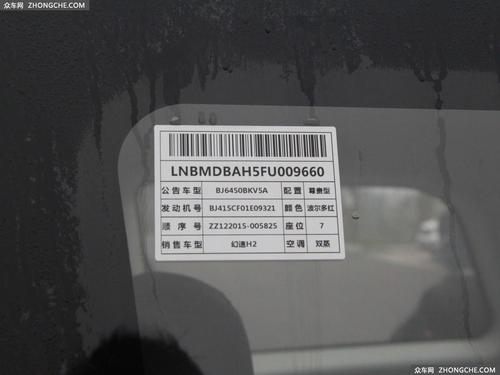 众车网 ZHONGCHE.COM
LNBMDBAH5FU009660
公告车型 BJ6450BKV5A 配置 尊贵型
发动机号 BJ415CF01E09321 颜色 波尔多红
顺序号 ZZ122015-005825 座位 7
销售车型 幻速H2 空调 双蒸
众车网 ZHONGCHE.COM